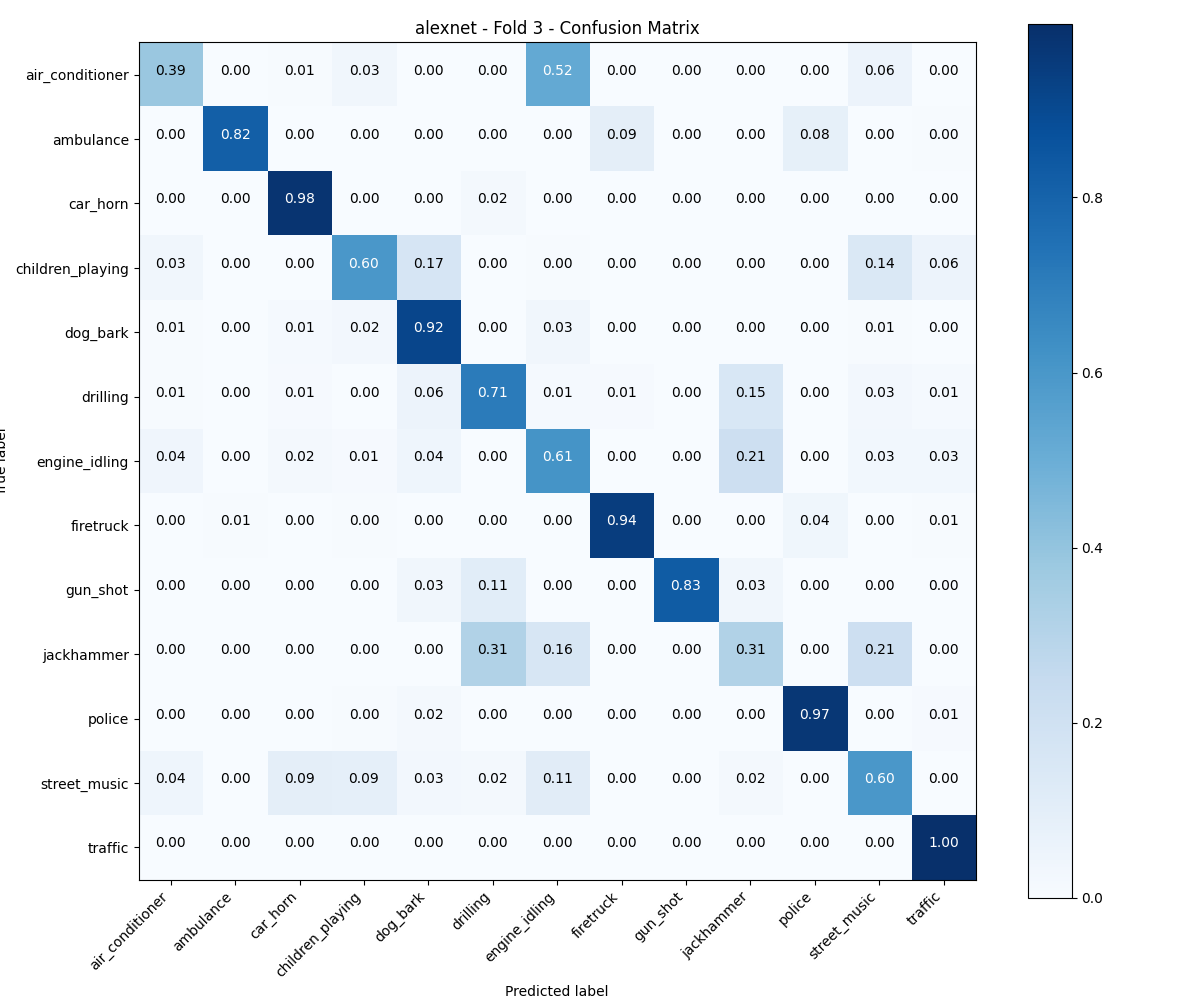 alexnet - Fold 3 - Confusion Matrix
air_conditioner 0.39 0.00 0.01 0.03 0.00 0.00 0.52 0.00 0.00 0.00 0.00 0.06 0.00
ambulance 0.00 0.82 0.00 0.00 0.00 0.00 0.00 0.09 0.00 0.00 0.08 0.00 0.00
car_horn 0.00 0.00 0.98 0.00 0.00 0.02 0.00 0.00 0.00 0.00 0.00 0.00 0.00
children_playing 0.03 0.00 0.00 0.60 0.17 0.00 0.00 0.00 0.00 0.00 0.00 0.14 0.06
dog_bark 0.01 0.00 0.01 0.02 0.92 0.00 0.03 0.00 0.00 0.00 0.00 0.01 0.00
drilling 0.01 0.00 0.01 0.00 0.06 0.71 0.01 0.01 0.00 0.15 0.00 0.03 0.01
engine_idling 0.04 0.00 0.02 0.01 0.04 0.00 0.61 0.00 0.00 0.21 0.00 0.03 0.03
firetruck 0.00 0.01 0.00 0.00 0.00 0.00 0.00 0.94 0.00 0.00 0.04 0.00 0.01
gun_shot 0.00 0.00 0.00 0.00 0.03 0.11 0.00 0.00 0.83 0.03 0.00 0.00 0.00
jackhammer 0.00 0.00 0.00 0.00 0.00 0.31 0.16 0.00 0.00 0.31 0.00 0.21 0.00
police 0.00 0.00 0.00 0.00 0.02 0.00 0.00 0.00 0.00 0.00 0.97 0.00 0.01
street_music 0.04 0.00 0.09 0.09 0.03 0.02 0.11 0.00 0.00 0.02 0.00 0.60 0.00
traffic 0.00 0.00 0.00 0.00 0.00 0.00 0.00 0.00 0.00 0.00 0.00 0.00 1.00
air_conditioner ambulance car_horn children_playing dog_bark drilling engine_idling firetruck gun_shot jackhammer police street_music traffic
Predicted label
label
0.8
0.6
0.4
0.2
0.0